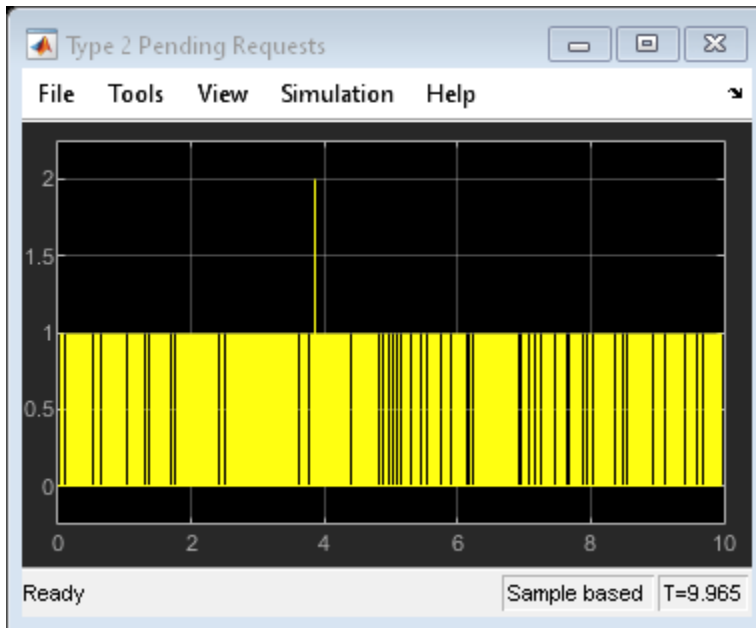 Type 2 Pending Requests
File Tools View Simulation Help
2
1.5
1
0.5
0
0 2 4 6 8 10
Ready Sample based T=9.965